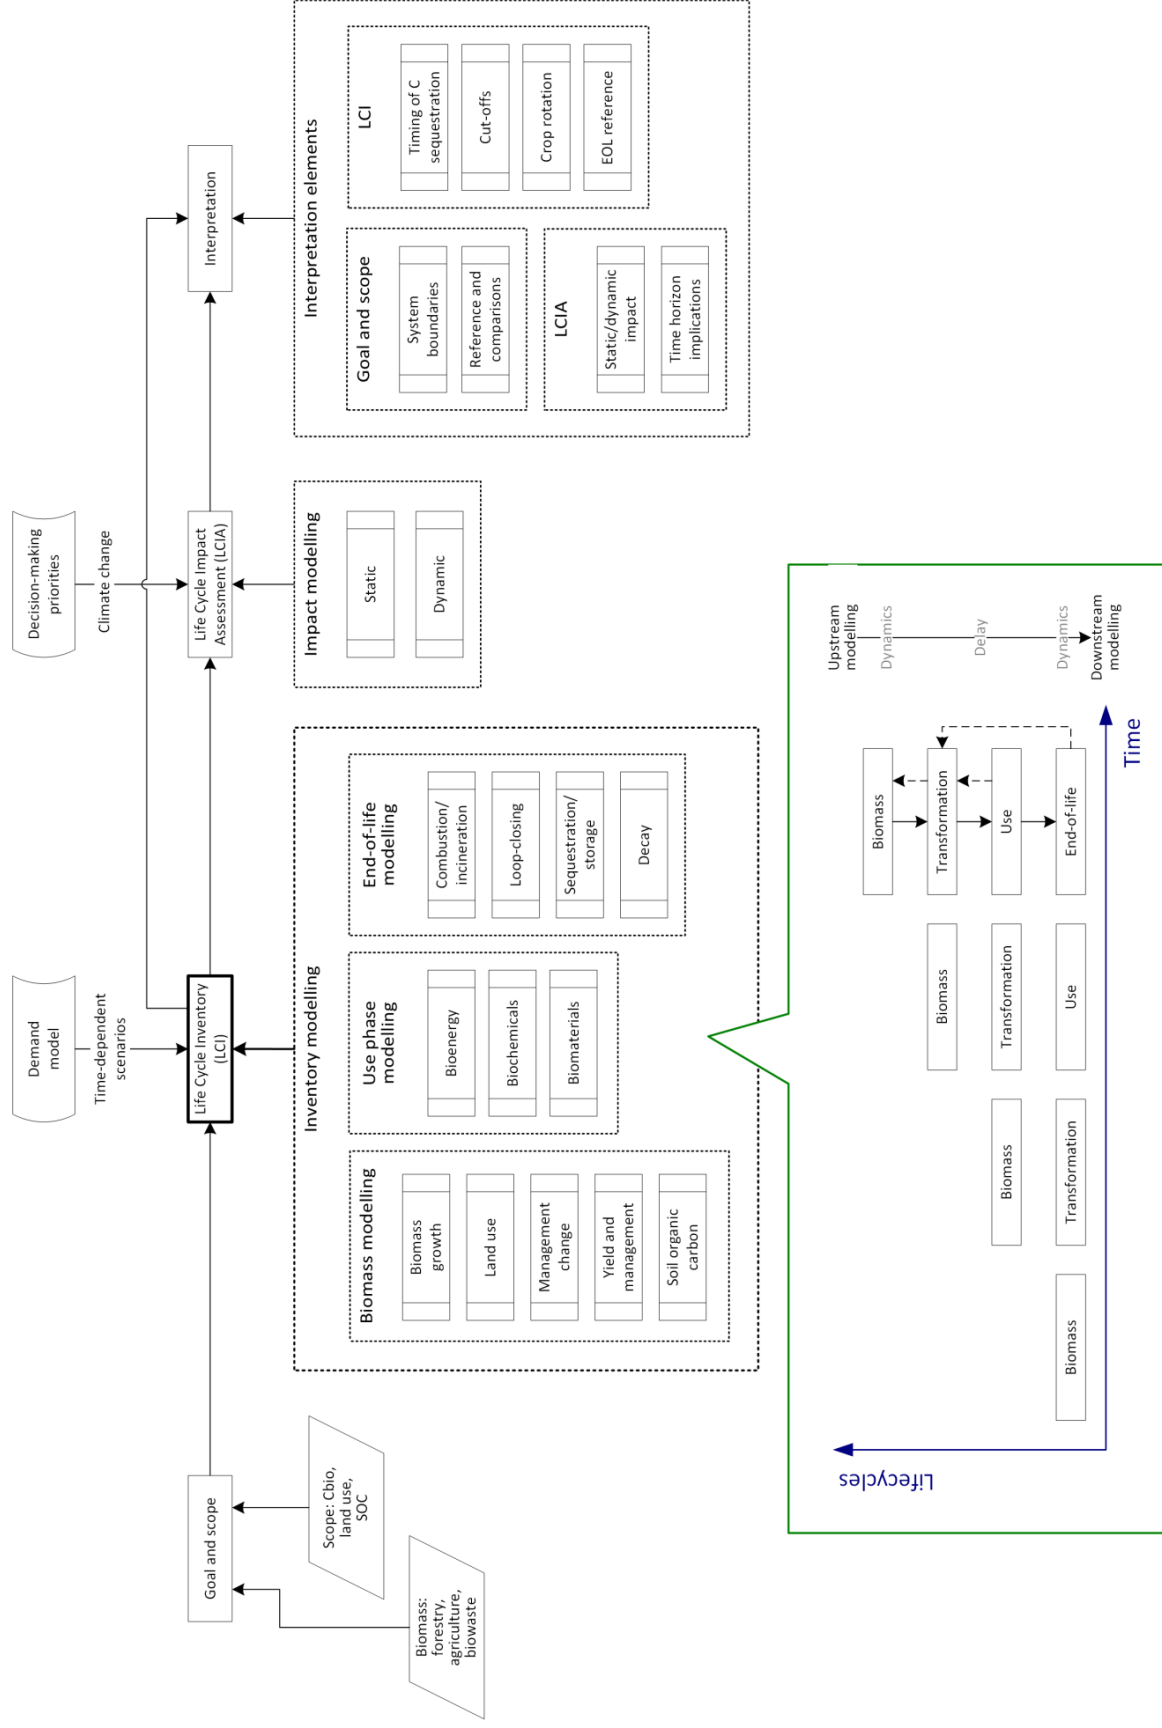 Demand
model
Time-dependent
scenarios
Decision-making
priorities
Climate change
Goal and scope
Life Cycle Inventory
(LCI)
Life Cycle Impact
Assessment (LCIA)
Interpretation
Biomass:
forestry,
agriculture,
biowaste
Scope: Cbio,
land use,
SOC
Inventory modelling
Biomass modelling
Biomass
growth
Land use
Management
change
Yield and
management
Soil organic
carbon
Use phase
modelling
Bioenergy
Biochemicals
Biomaterials
End-of-life
modelling
Combustion/
incineration
Loop-closing
Sequestration/
storage
Decay
Impact modelling
Static
Dynamic
Interpretation elements
Goal and scope
System
boundaries
Reference and
comparisons
LCI
Timing of C
sequestration
Cut-offs
Crop rotation
EOL reference
LCIA
Static/dynamic
impact
Time horizon
implications
Lifecycles
Biomass
Biomass
Transformation
Biomass
Transformation
Use
Biomass
Transformation
Use
End-of-life
Time
Upstream
modelling
Dynamics
Delay
Dynamics
Downstream
modelling